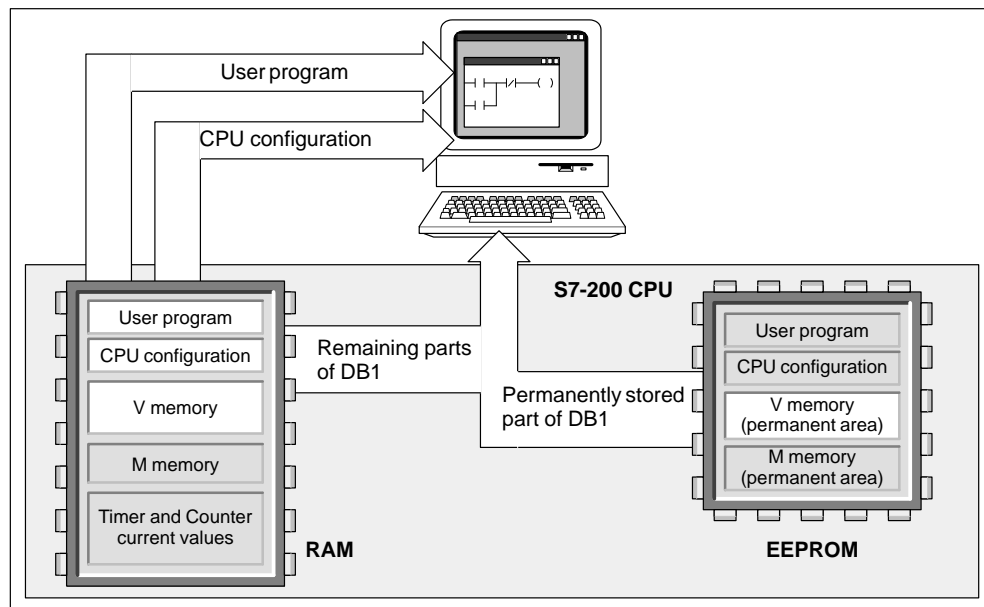 User program
CPU configuration
S7-200 CPU
User program
CPU configuration
V memory
M memory
Timer and Counter
current values
RAM
Remaining parts
of DB1
Permanently stored
part of DB1
User program
CPU configuration
V memory
(permanent area)
M memory
(permanent area)
EEPROM